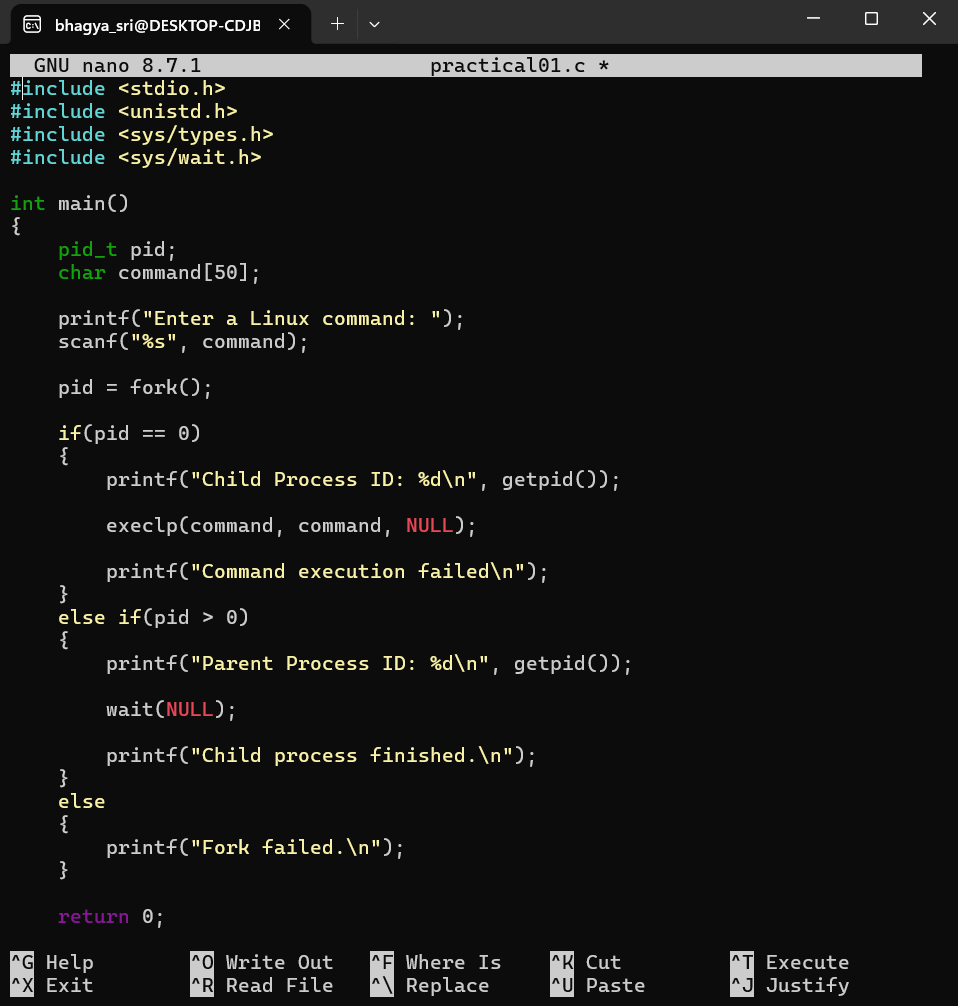 bhagya_sri@DESKTOP-CDJB
GNU nano 8.7.1 practical01.c *
#include <stdio.h>
#include <unistd.h>
#include <sys/types.h>
#include <sys/wait.h>
int main()
{
    pid_t pid;
    char command[50];
    printf("Enter a Linux command: ");
    scanf("%s", command);
    pid = fork();
    if(pid == 0)
    {
        printf("Child Process ID: %d\n", getpid());
        execlp(command, command, NULL);
        printf("Command execution failed\n");
    }
    else if(pid > 0)
    {
        printf("Parent Process ID: %d\n", getpid());
        wait(NULL);
        printf("Child process finished.\n");
    }
    else
    {
        printf("Fork failed.\n");
    }
    return 0;
^G Help ^O Write Out ^F Where Is ^K Cut ^T Execute
^X Exit ^R Read File ^\ Replace ^U Paste ^J Justify